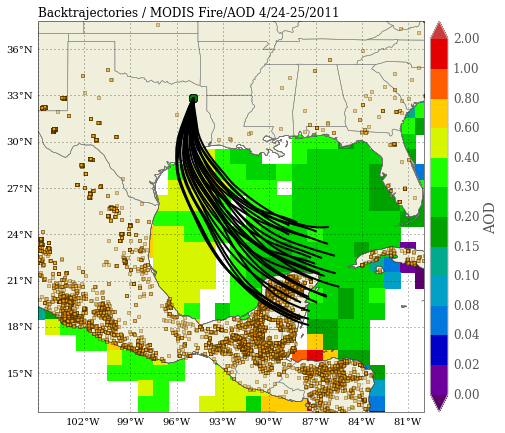 Backtrajectories / MODIS Fire/AOD 4/24-25/2011
36°N
33°N
30°N
27°N
24°N
21°N
18°N
15°N
102°W 99°W 96°W 93°W 90°W 87°W 84°W 81°W
2.00
1.00
0.80
0.60
0.40
0.30
0.20
0.15
0.10
0.08
0.04
0.02
0.00
AOD